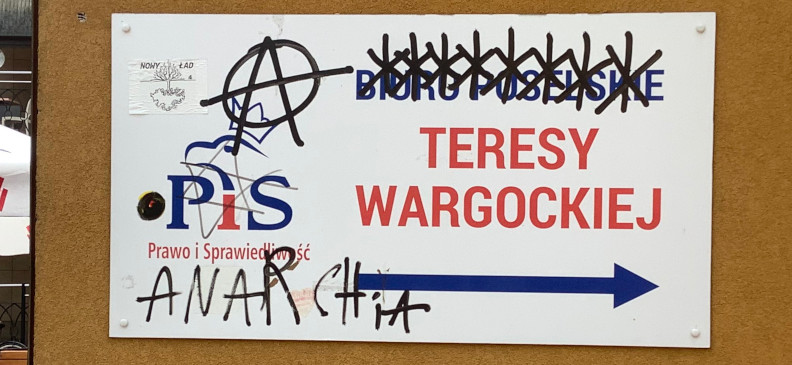 NOWY ŁAD
A
BIURO POSELSKIE
TERESY
WARGOCKIEJ
PiS
Prawo i Sprawiedliwość
ANARCHiA